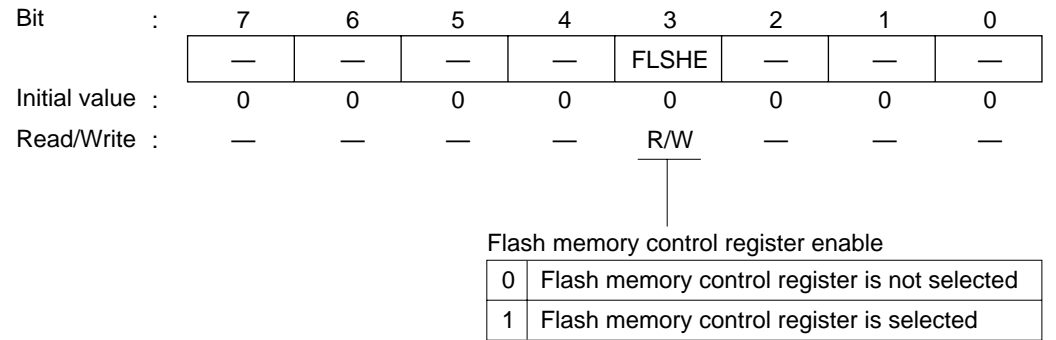 Bit : 7 6 5 4 3 2 1 0
— — — — FLSHE — — —
Initial value : 0 0 0 0 0 0 0 0
Read/Write : — — — — R/W — — —
Flash memory control register enable
0 Flash memory control register is not selected
1 Flash memory control register is selected